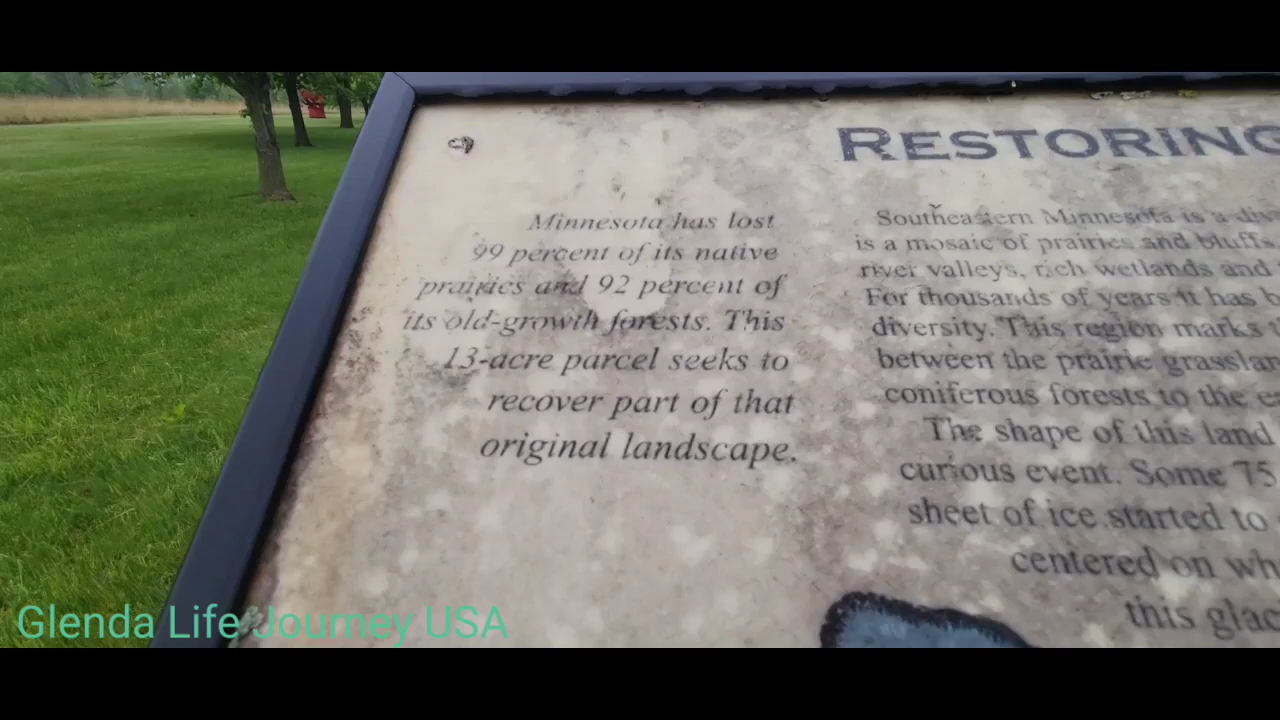 RESTORING
Minnesota has lost
99 percent of its native
prairies and 92 percent of
its old-growth forests. This
13-acre parcel seeks to
recover part of that
original landscape.
Southeastern Minnesota is a
is a mosaic of prairies and bluffs
river valleys, rich wetlands and
For thousands of years it has
diversity. This region marks
between the prairie
coniferous forests to the
The shape of this land
curious event. Some 75
sheet of ice started to
centered on
this
Glenda Life Journey USA